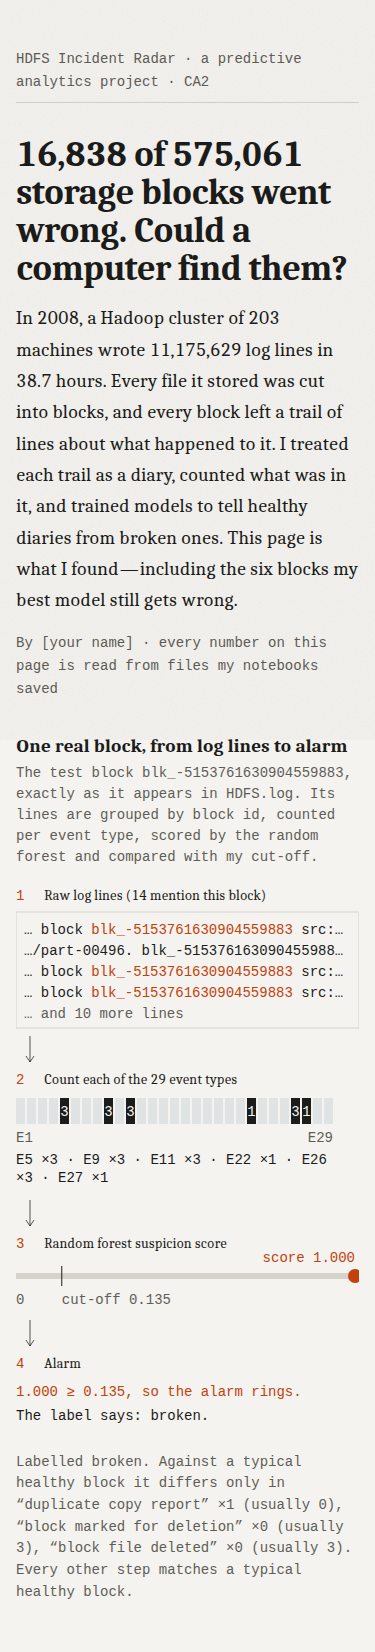 HDFS Incident Radar · a predictive
analytics project · CA2
16,838 of 575,061
storage blocks went
wrong. Could a
computer find them?
In 2008, a Hadoop cluster of 203
machines wrote 11,175,629 log lines in
38.7 hours. Every file it stored was cut
into blocks, and every block left a trail of
lines about what happened to it. I treated
each trail as a diary, counted what was in
it, and trained models to tell healthy
diaries from broken ones. This page is
what I found—including the six blocks my
best model still gets wrong.
By [your name] · every number on this
page is read from files my notebooks
saved
One real block, from log lines to alarm
The test block blk_-5153761630904559883,
exactly as it appears in HDFS.log. Its
lines are grouped by block id, counted
per event type, scored by the random
forest and compared with my cut-off.
1 Raw log lines (14 mention this block)
… block blk_-5153761630904559883 src:…
…/part-00496. blk_-515376163090455988…
… block blk_-5153761630904559883 src:…
… block blk_-5153761630904559883 src:…
… and 10 more lines
2 Count each of the 29 event types
3 3 3 1 3 1
E1 E29
E5 ×3 · E9 ×3 · E11 ×3 · E22 ×1 · E26
×3 · E27 ×1
3 Random forest suspicion score
score 1.000
0 cut-off 0.135
4 Alarm
1.000 ≥ 0.135, so the alarm rings.
The label says: broken.
Labelled broken. Against a typical
healthy block it differs only in
“duplicate copy report” ×1 (usually 0),
“block marked for deletion” ×0 (usually
3), “block file deleted” ×0 (usually 3).
Every other step matches a typical
healthy block.